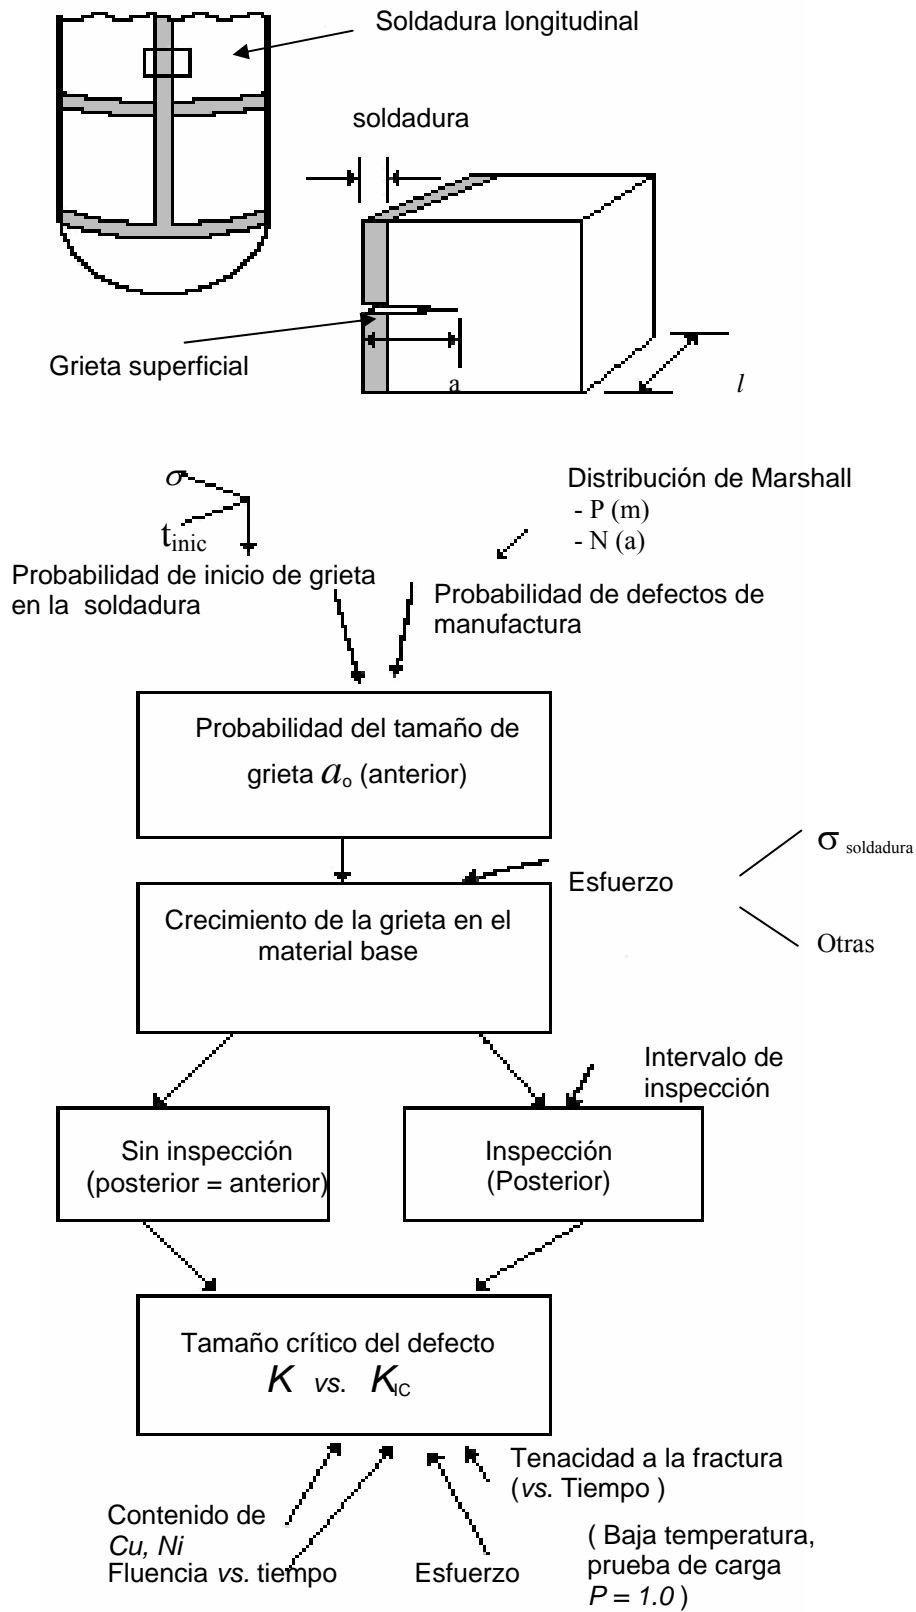 Soldadura longitudinal
soldadura
Grieta superficial
a
l
σ
t_inic
Distribución de Marshall
- P (m)
- N (a)
Probabilidad de inicio de grieta
en la soldadura
Probabilidad de defectos de
manufactura
Probabilidad del tamaño de
grieta a_o (anterior)
σ soldadura
Esfuerzo
Otras
Crecimiento de la grieta en el
material base
Intervalo de
inspección
Sin inspección
(posterior = anterior)
Inspección
(Posterior)
Tamaño crítico del defecto
K vs. K_IC
Tenacidad a la fractura
(vs. Tiempo )
Contenido de
Cu, Ni
Fluencia vs. tiempo
Esfuerzo
( Baja temperatura,
prueba de carga
P = 1.0 )